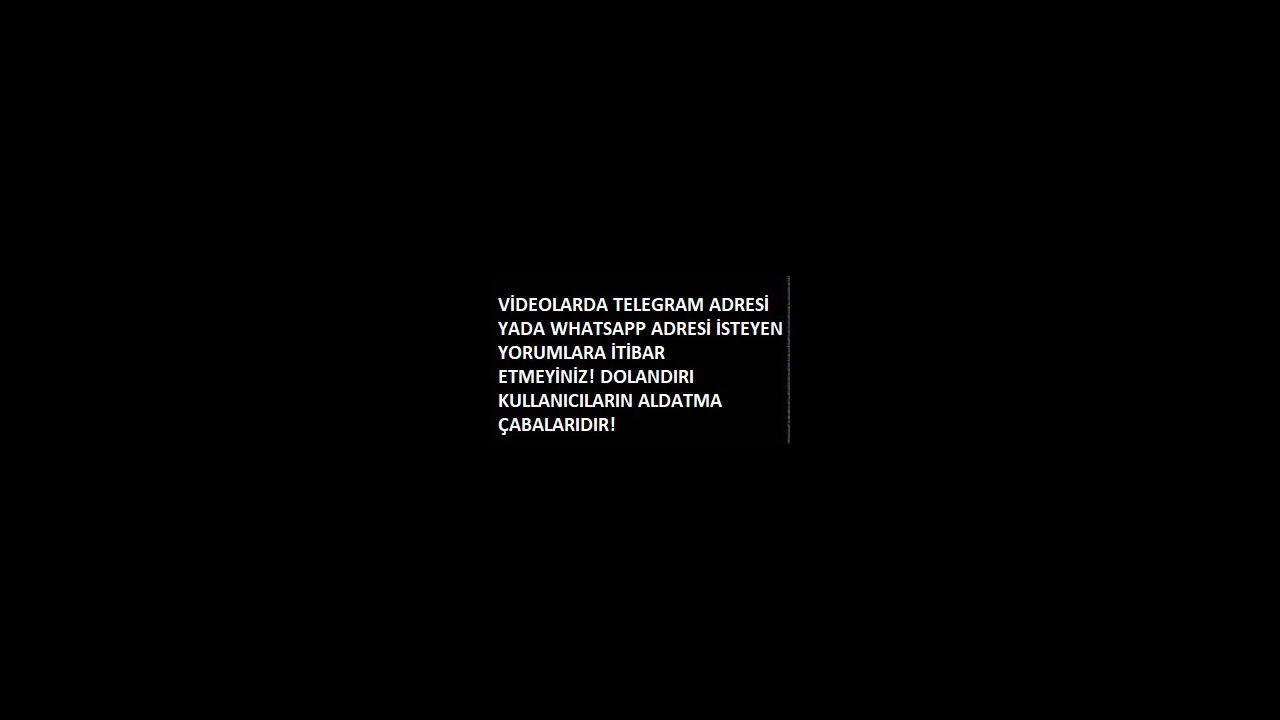 VİDEOLARDA TELEGRAM ADRESİ
YADA WHATSAPP ADRESİ İSTEYEN
YORUMLARA İTİBAR
ETMEYİNİZ! DOLANDIRI
KULLANICILARIN ALDATMA
ÇABALARIDIR!